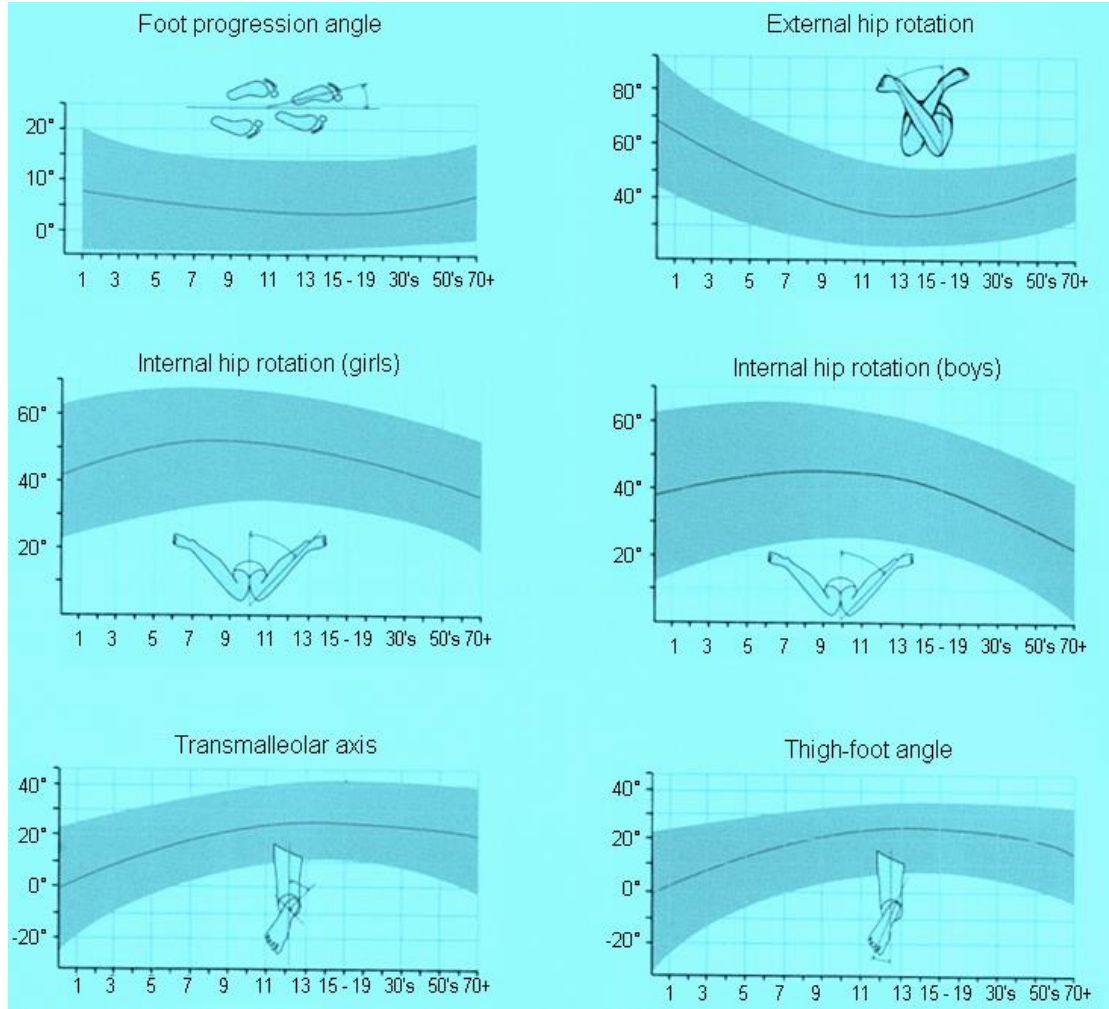 Foot progression angle
20°
10°
0°
1 3 5 7 9 11 13 15 - 19 30's 50's 70+
External hip rotation
80°
60°
40°
1 3 5 7 9 11 13 15 - 19 30's 50's 70+
Internal hip rotation (girls)
60°
40°
20°
1 3 5 7 9 11 13 15 - 19 30's 50's 70+
Internal hip rotation (boys)
60°
40°
20°
1 3 5 7 9 11 13 15 - 19 30's 50's 70+
Transmalleolar axis
40°
20°
0°
-20°
1 3 5 7 9 11 13 15 - 19 30's 50's 70+
Thigh-foot angle
40°
20°
0°
-20°
1 3 5 7 9 11 13 15 - 19 30's 50's 70+